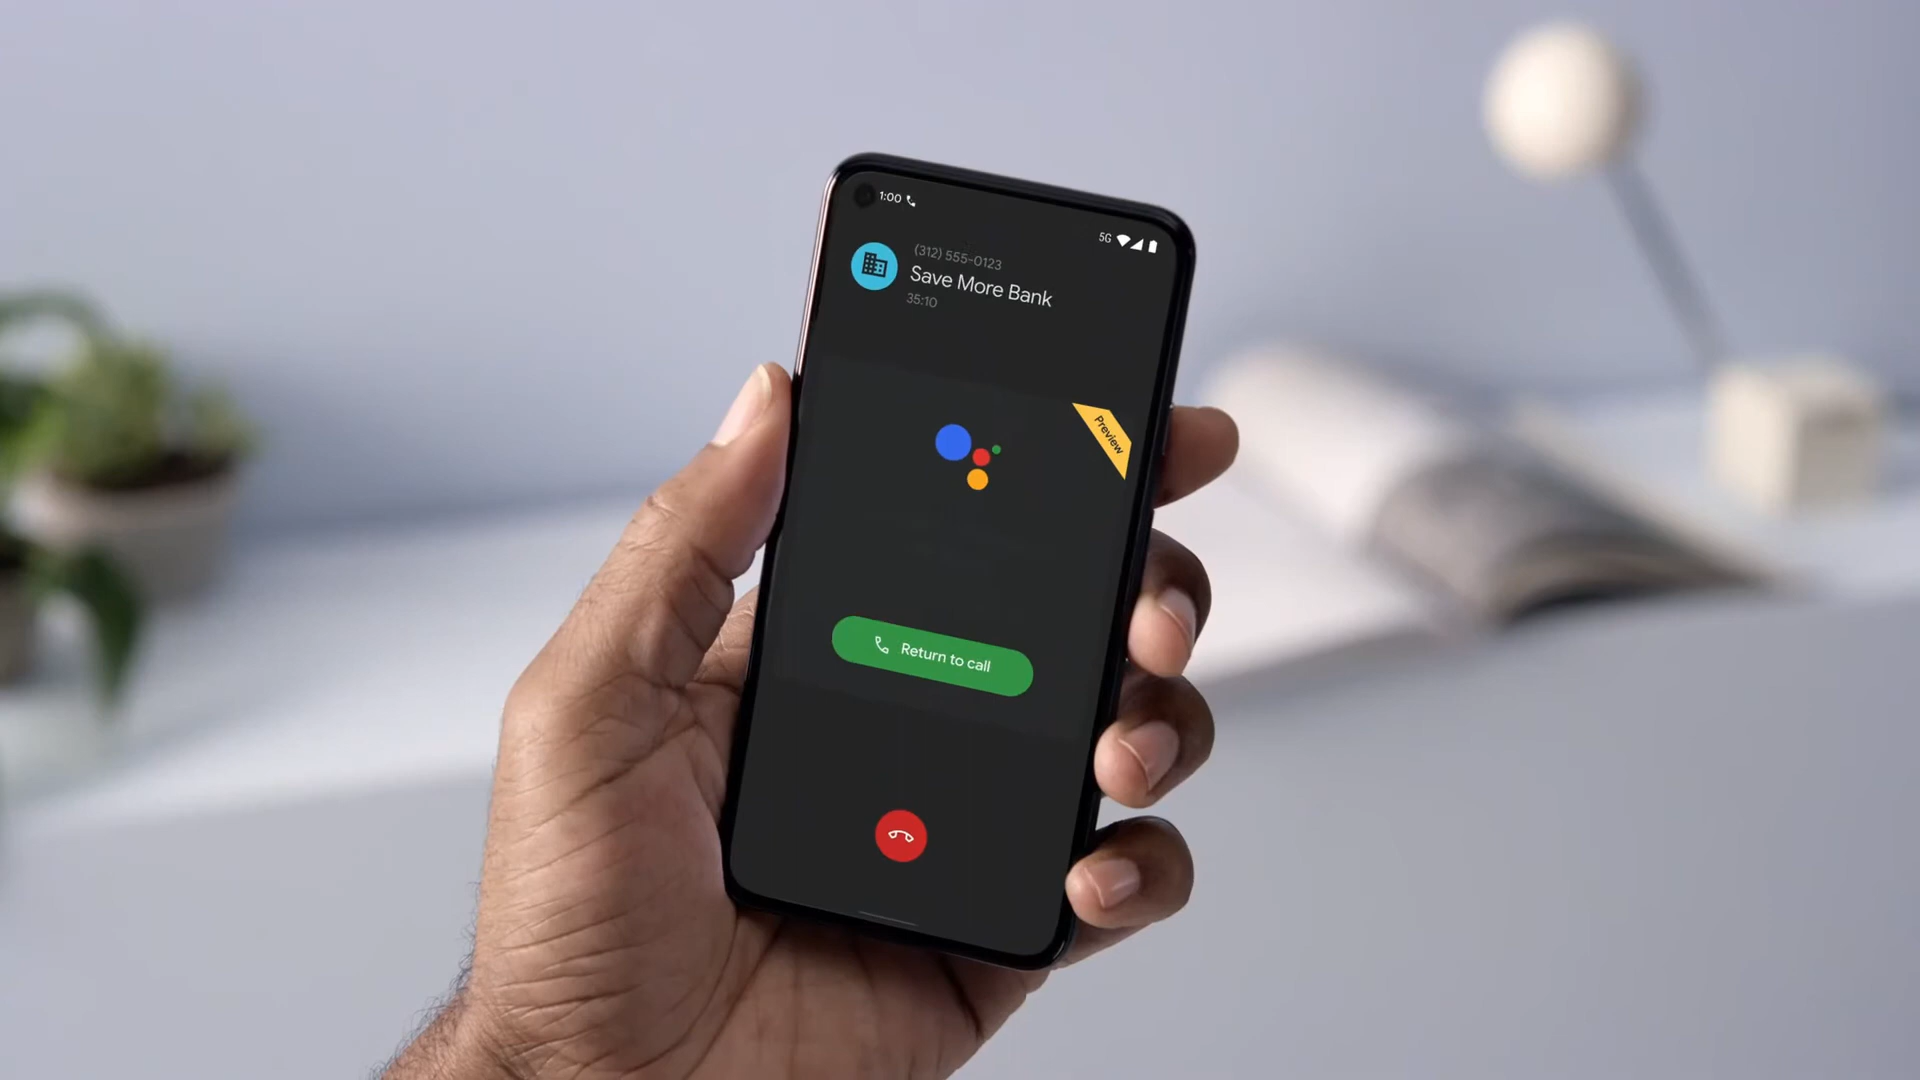 1:00
5G
(312) 555-0123
Save More Bank
35:10
Preview
Return to call